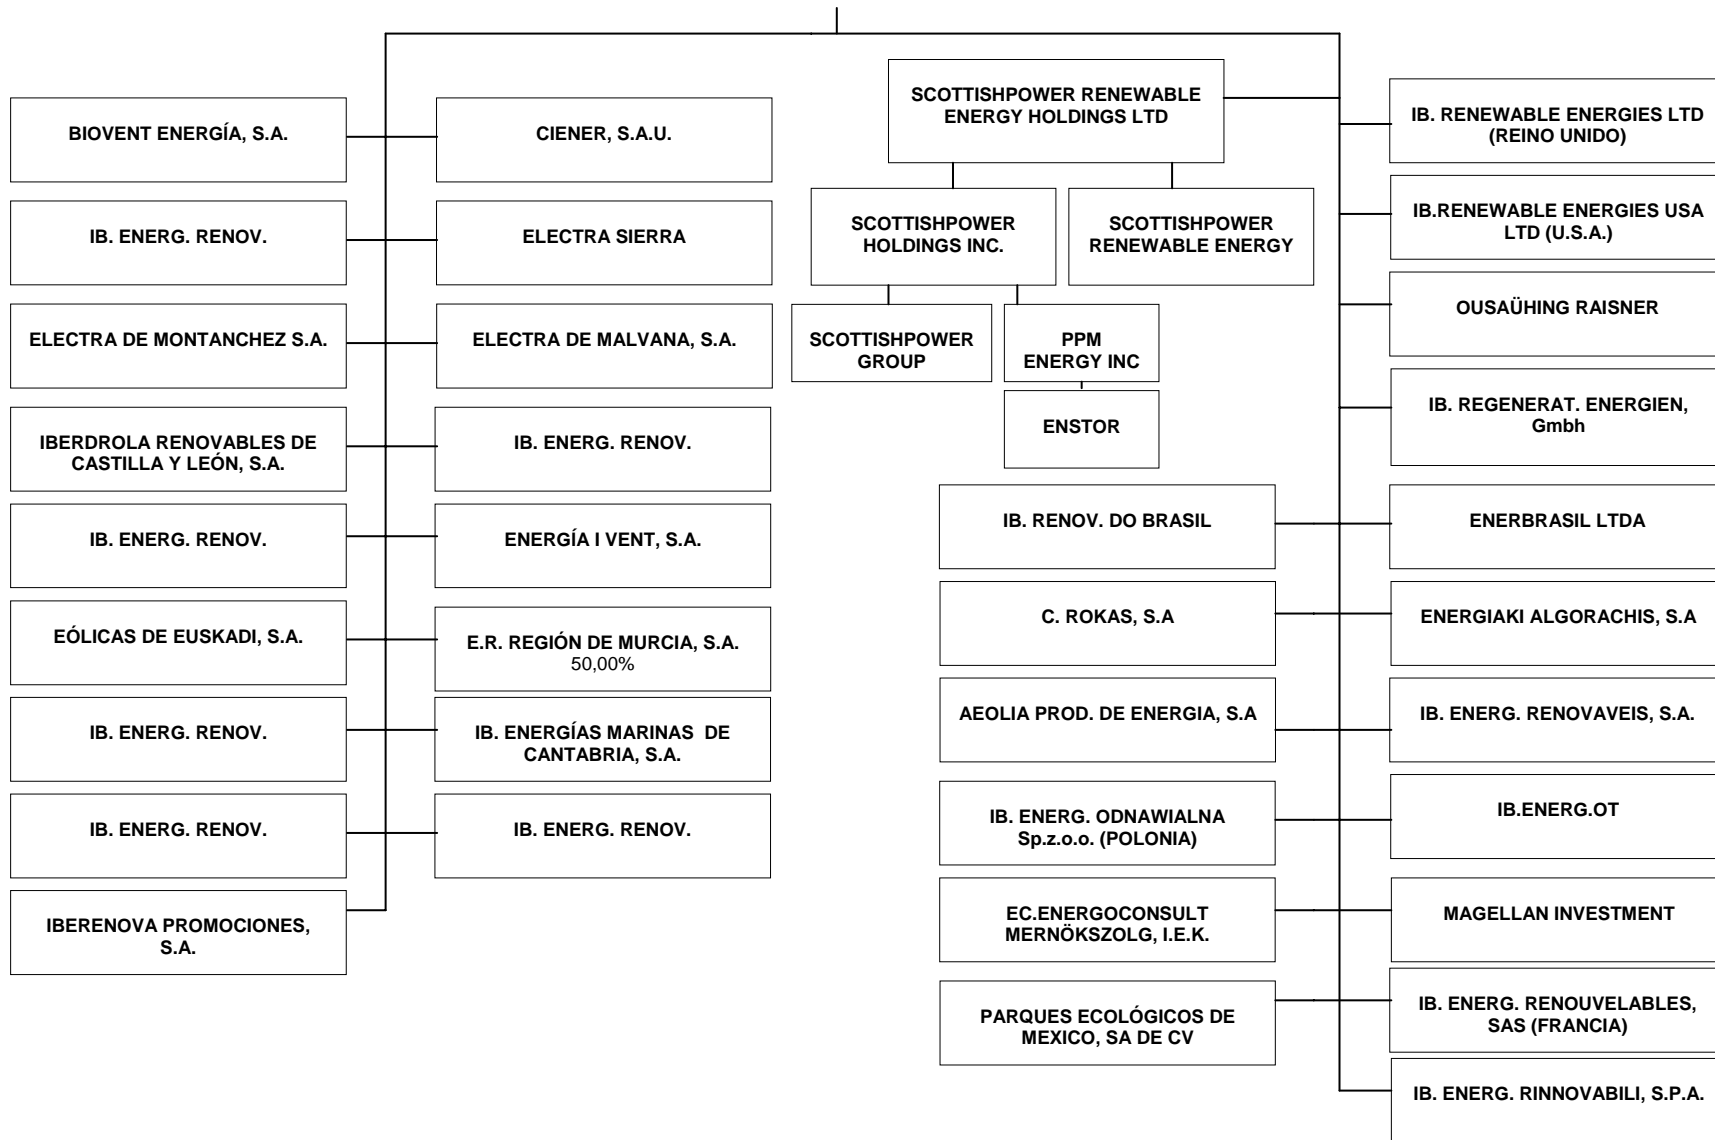 BIOVENT ENERGÍA, S.A.
CIENER, S.A.U.
IB. ENERG. RENOV.
ELECTRA SIERRA
ELECTRA DE MONTANCHEZ S.A.
ELECTRA DE MALVANA, S.A.
IBERDROLA RENOVABLES DE
CASTILLA Y LEÓN, S.A.
IB. ENERG. RENOV.
IB. ENERG. RENOV.
ENERGÍA I VENT, S.A.
EÓLICAS DE EUSKADI, S.A.
E.R. REGIÓN DE MURCIA, S.A.
50,00%
IB. ENERG. RENOV.
IB. ENERGÍAS MARINAS DE
CANTABRIA, S.A.
IB. ENERG. RENOV.
IB. ENERG. RENOV.
IBERENOVA PROMOCIONES,
S.A.
SCOTTISHPOWER RENEWABLE
ENERGY HOLDINGS LTD
SCOTTISHPOWER
HOLDINGS INC.
SCOTTISHPOWER
RENEWABLE ENERGY
SCOTTISHPOWER
GROUP
PPM
ENERGY INC
ENSTOR
IB. RENEWABLE ENERGIES LTD
(REINO UNIDO)
IB.RENEWABLE ENERGIES USA
LTD (U.S.A.)
OUSAÜHING RAISNER
IB. REGENERAT. ENERGIEN,
Gmbh
IB. RENOV. DO BRASIL
ENERBRASIL LTDA
C. ROKAS, S.A
ENERGIAKI ALGORACHIS, S.A
AEOLIA PROD. DE ENERGIA, S.A
IB. ENERG. RENOVAVEIS, S.A.
IB. ENERG. ODNAWIALNA
Sp.z.o.o. (POLONIA)
IB.ENERG.OT
EC.ENERGOCONSULT
MERNÖKSZOLG, I.E.K.
MAGELLAN INVESTMENT
PARQUES ECOLÓGICOS DE
MEXICO, SA DE CV
IB. ENERG. RENOUVELABLES,
SAS (FRANCIA)
IB. ENERG. RINNOVABILI, S.P.A.